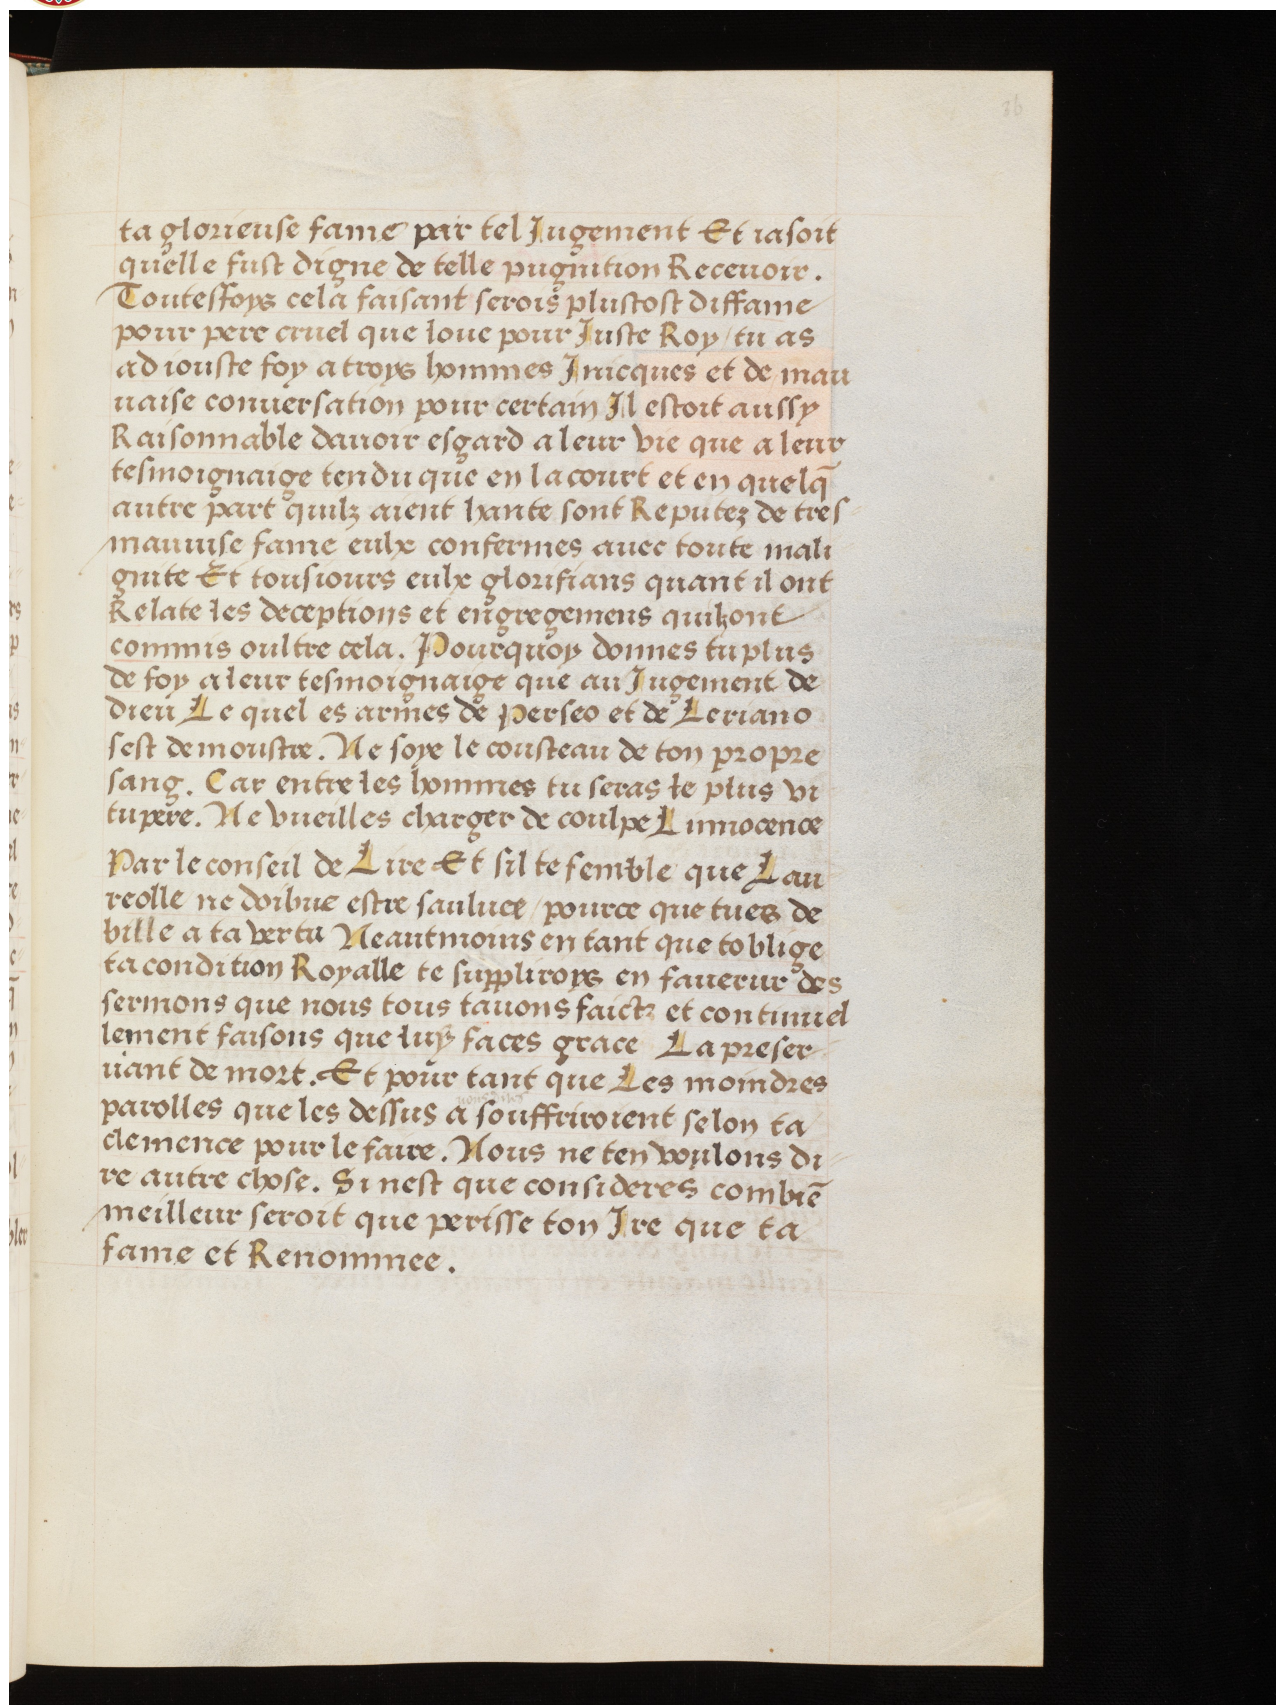 36
ta glorieuse fame par tel Jugement Et iasoit
quelle fust digne de telle pugnition Recevoir.
Toutesfoys cela faisant serois plustost diffame
pour pere cruel que loue pour Juste Roy / tu as
adiouste foy a troys hommes Jnicques et de mau
uaise conuersation pour certain Jl estoit aussy
Raisonnable dauoir esgard a leur vie que a leur
tesmoignaige tendu que en la court et en quelq̄
autre part quilz aient hante sont Reputez de tres
mauuise fame eulx confermes auec toute mali
gnite Et tousiours eulx glorifians quant il ont
Relate les deceptions et engregemens quilz ont
commis oultre cela. Pourquoy donnes tu plus
de foy a leur tesmoignaige que au Jugement de
dieu Le quel es armes de Perseo et de Leriano
sest demoustre. Ne soye le cousteau de ton propre
sang. Car entre les hommes tu seras le plus vi
tupere. Ne vueilles charger de coulpe Linnocence
Par le conseil de Lire Et sil te semble que Lau
reolle ne doibue estre sauluee / pource que tues de
bille a ta vertu Neantmoins en tant que toblige
ta condition Royalle te supplirops en faueur des
sermons que nous tous tauons faictz et continuel
lement faisons que luy faces grace La preser
uant de mort. Et pour tant que Les moindres
parolles que les dessus a souffriroient selon ta
clemence pour le faire. Nous ne ten voulons di
re autre chose. Si nest que consideres combiē
meilleur seroit que perisse ton Jre que ta
fame et Renommee.